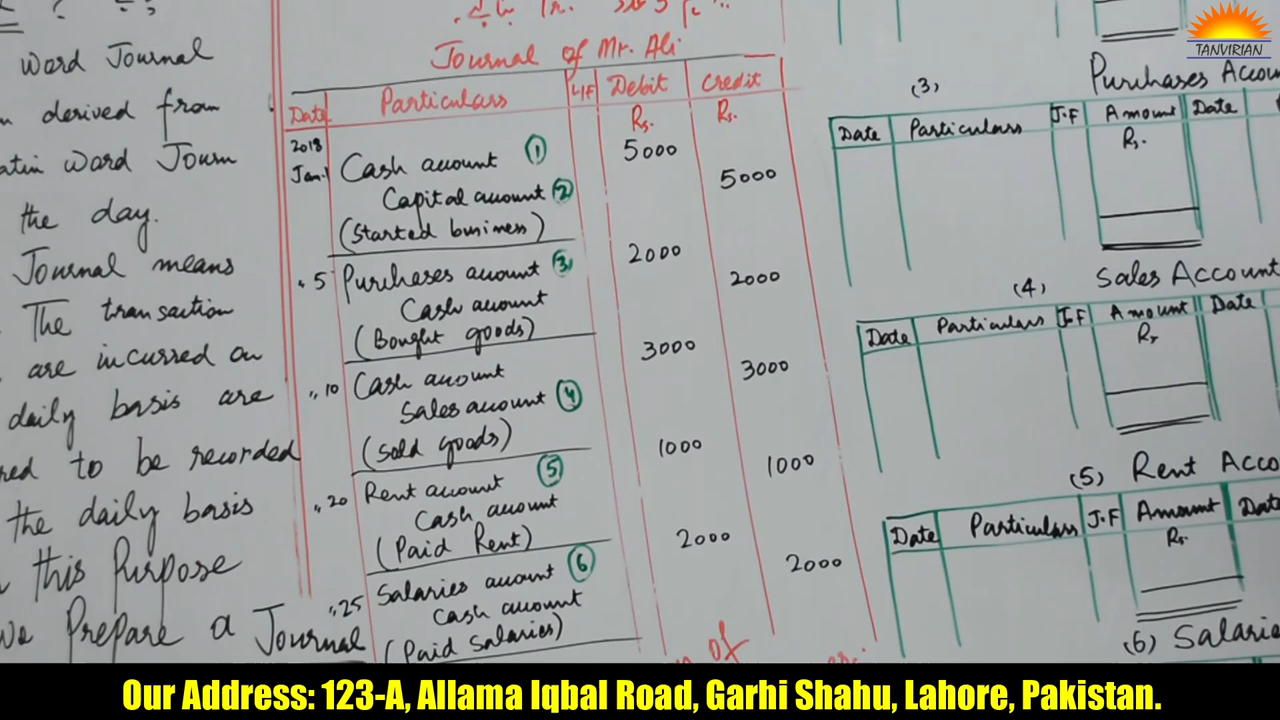 Word Journal
derived from
Latin word Journ
the day.
Journal means
The transaction
are incurred on
daily basis are
to be recorded
the daily basis
this Purpose
we Prepare a Journal
Journal of Mr. Ali
Date Particulars L/F Debit Credit
Rs. Rs.
2018
Jan.1 Cash account (1) 5000
Capital account (2) 5000
(Started business)
,, 5 Purchases account (3) 2000
Cash account 2000
(Bought goods)
,, 10 Cash account 3000
Sales account (4) 3000
(Sold goods)
,, 20 Rent account (5) 1000
Cash account 1000
(Paid Rent)
,, 25 Salaries account (6) 2000
Cash account 2000
(Paid Salaries)
of
(3) Purchases Accou
Date Particulars J.F Amount Date
Rs.
(4) Sales Account
Date Particulars J.F Amount Date
Rs.
(5) Rent Acco
Date Particulars J.F Amount Date
Rs.
(6) Salarie
TANVIRIAN
Our Address: 123-A, Allama Iqbal Road, Garhi Shahu, Lahore, Pakistan.